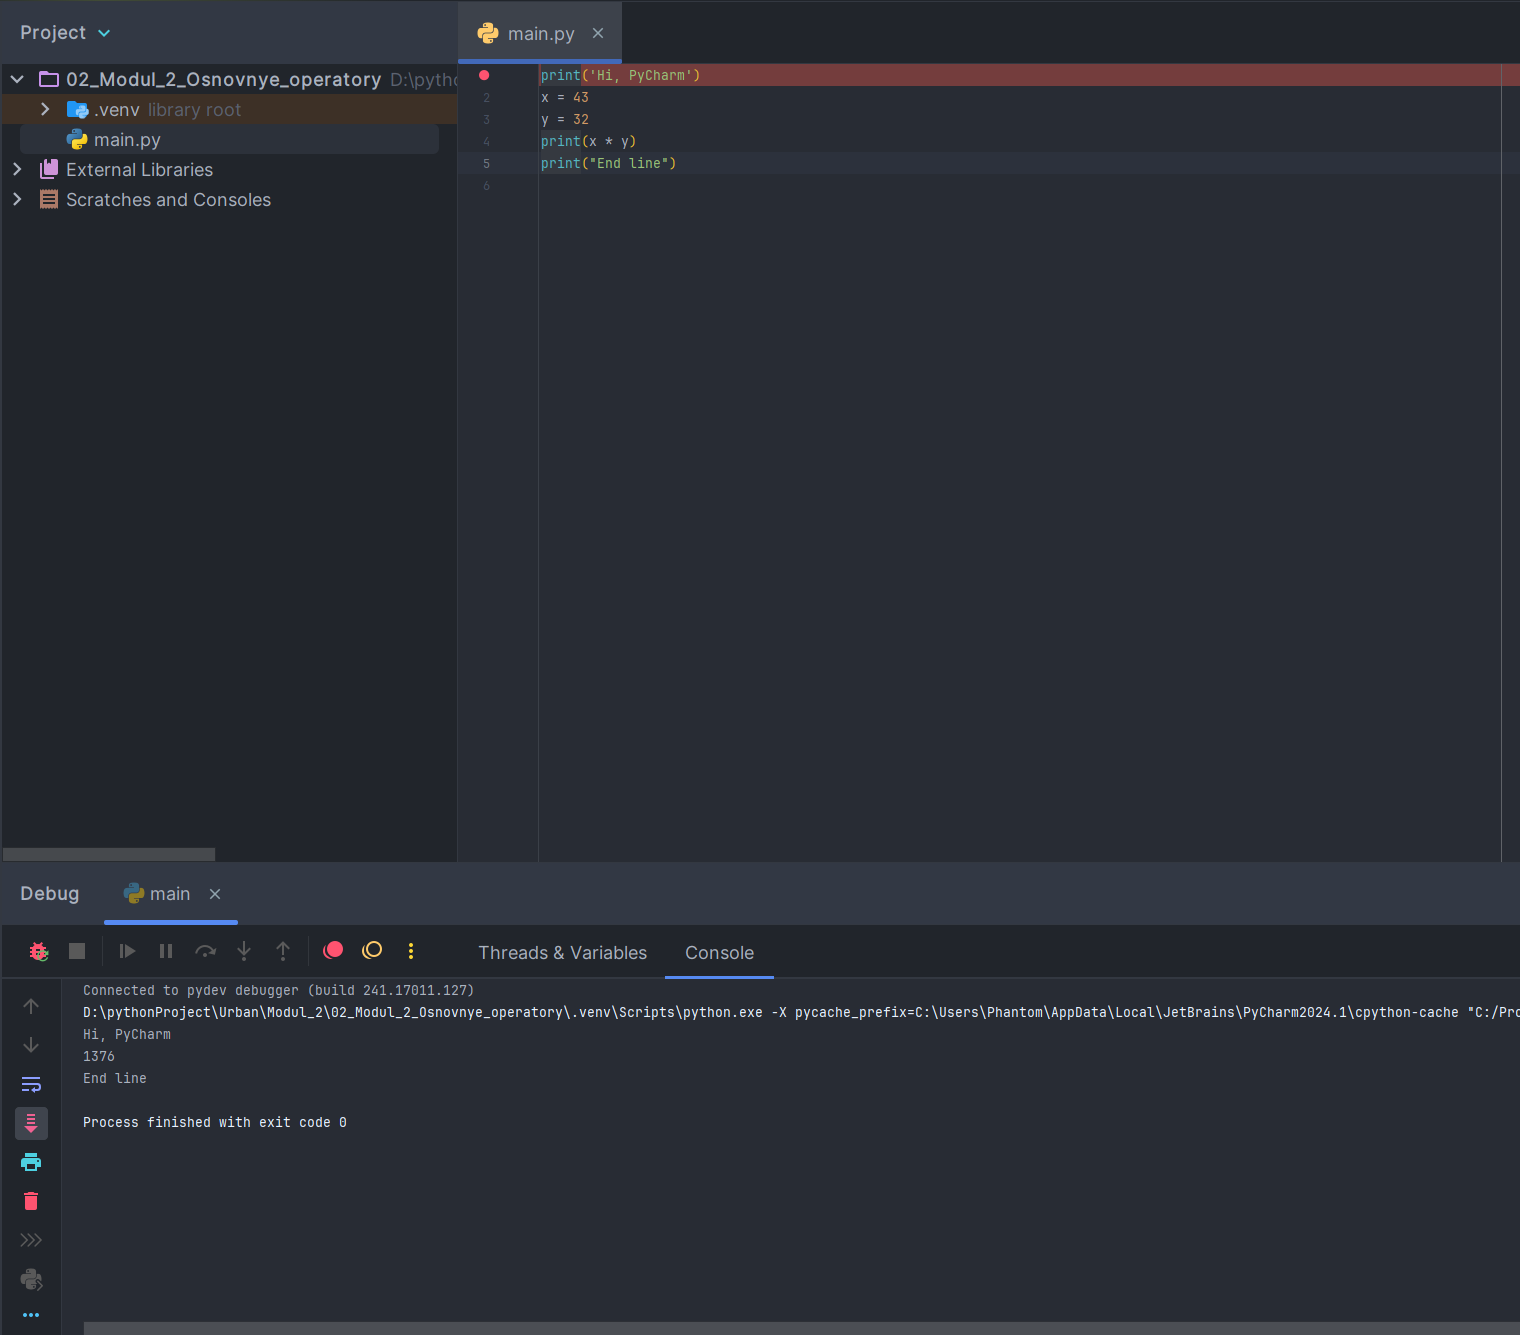 Project
main.py
02_Modul_2_Osnovnye_operatory D:\pytho
.venv library root
main.py
External Libraries
Scratches and Consoles
print('Hi, PyCharm')
2 x = 43
3 y = 32
4 print(x * y)
5 print("End line")
6
Debug main
Threads & Variables Console
Connected to pydev debugger (build 241.17011.127)
D:\pythonProject\Urban\Modul_2\02_Modul_2_Osnovnye_operatory\.venv\Scripts\python.exe -X pycache_prefix=C:\Users\Phantom\AppData\Local\JetBrains\PyCharm2024.1\cpython-cache "C:/Pro
Hi, PyCharm
1376
End line
Process finished with exit code 0